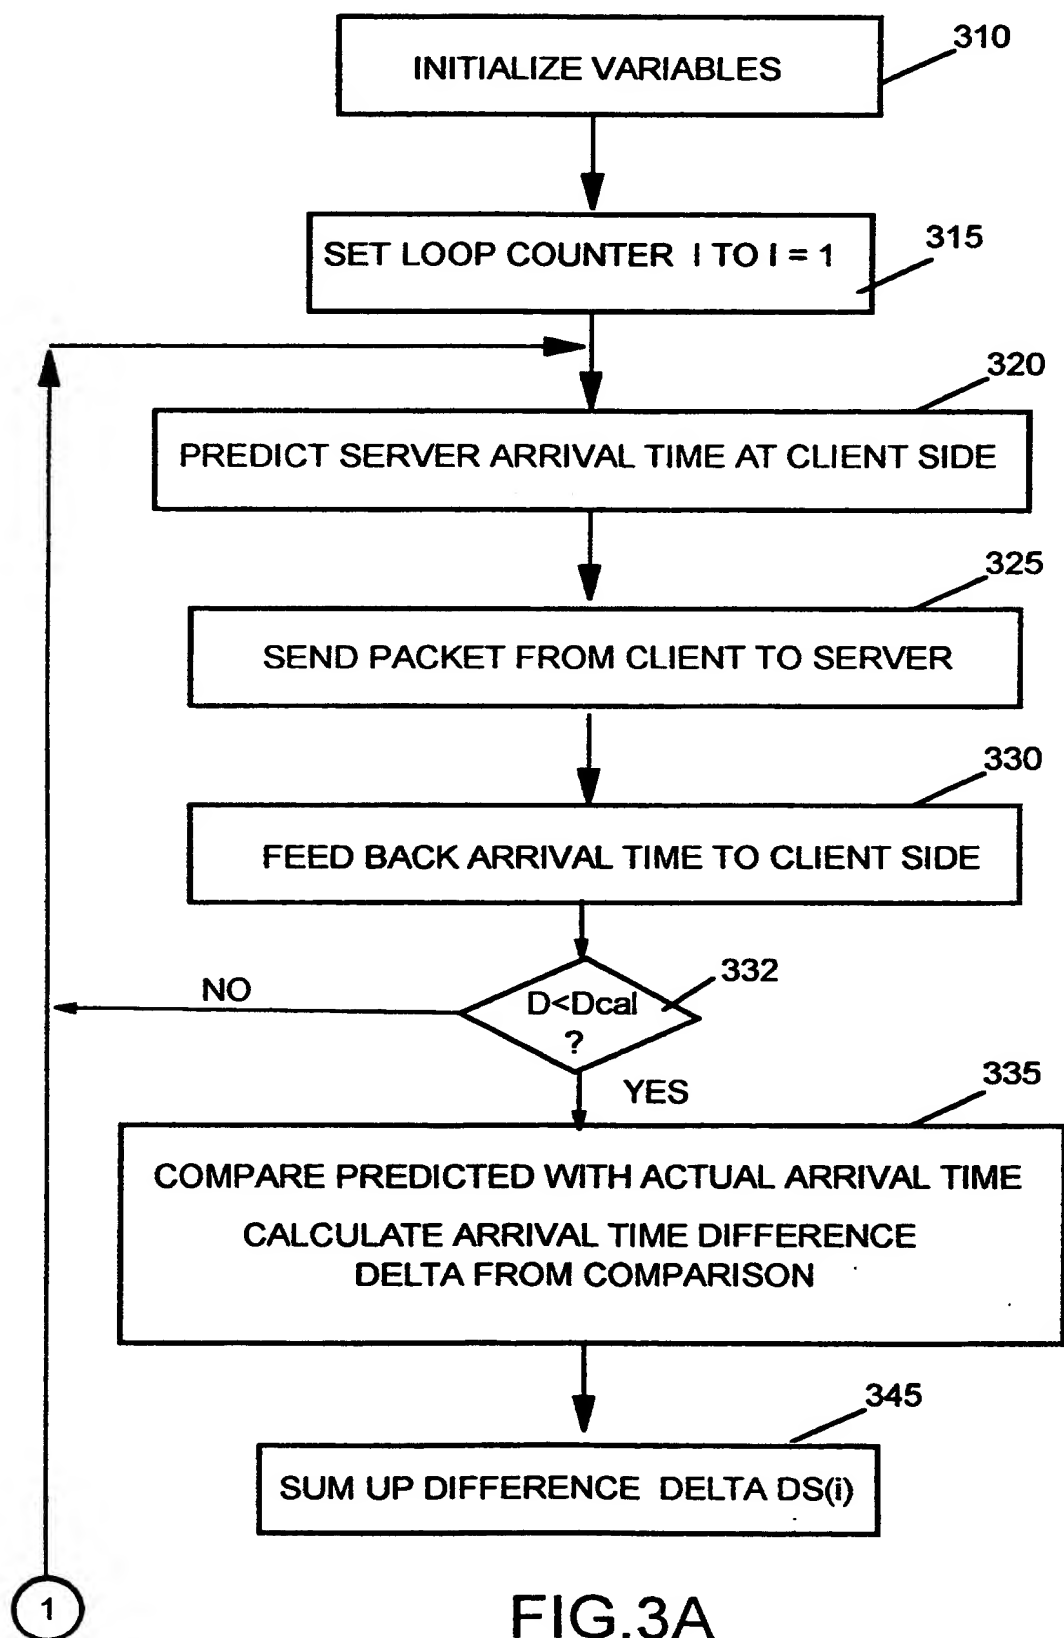 310
INITIALIZE VARIABLES
315
SET LOOP COUNTER I TO I = 1
320
PREDICT SERVER ARRIVAL TIME AT CLIENT SIDE
325
SEND PACKET FROM CLIENT TO SERVER
330
FEED BACK ARRIVAL TIME TO CLIENT SIDE
332
NO
D<Dcal
?
YES
335
COMPARE PREDICTED WITH ACTUAL ARRIVAL TIME
CALCULATE ARRIVAL TIME DIFFERENCE
DELTA FROM COMPARISON
345
SUM UP DIFFERENCE DELTA DS(i)
1
FIG.3A